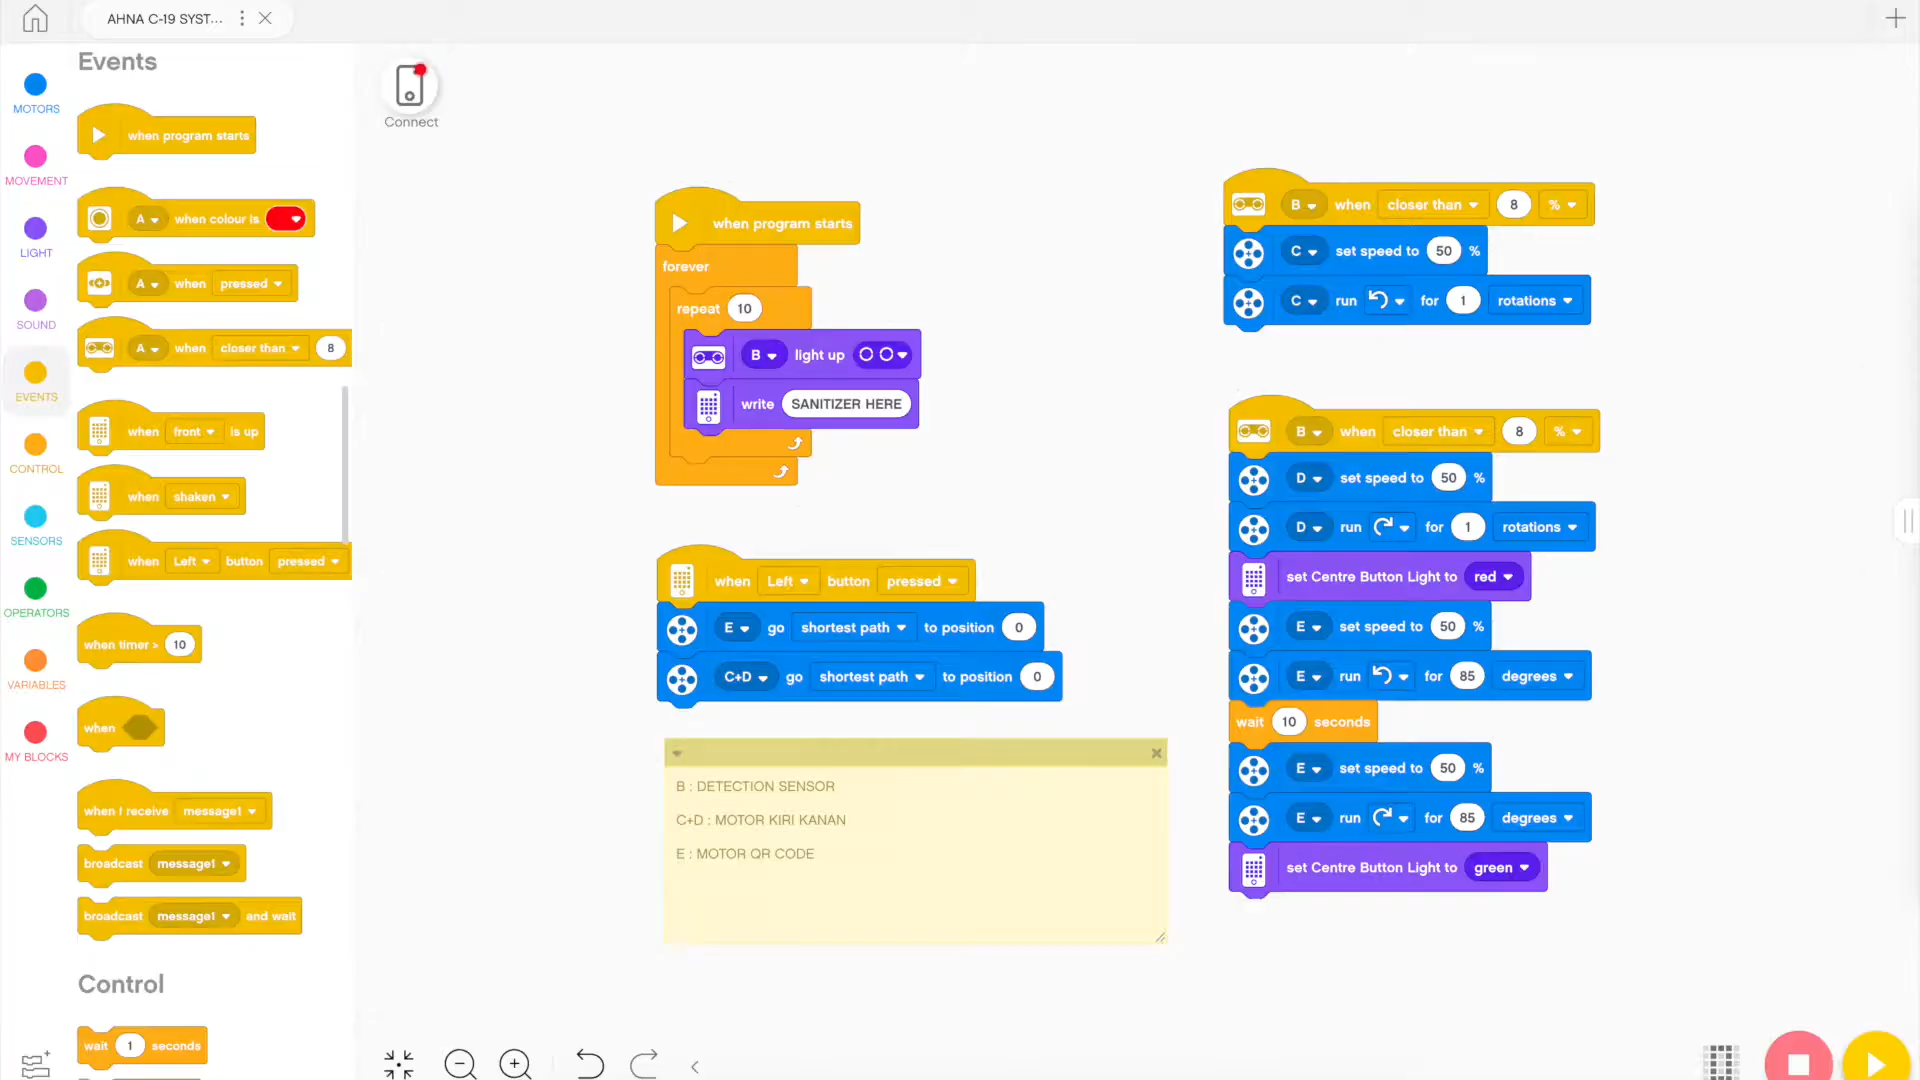 AHNA C-19 SYST...
MOTORS
MOVEMENT
LIGHT
SOUND
EVENTS
CONTROL
SENSORS
OPERATORS
VARIABLES
MY BLOCKS
Events
when program starts
A when colour is
A when pressed
A when closer than 8
when front is up
when shaken
when Left button pressed
when timer > 10
when
when I receive message1
broadcast message1
broadcast message1 and wait
Control
wait 1 seconds
Connect
when program starts
forever
repeat 10
B light up
write SANITIZER HERE
when Left button pressed
E go shortest path to position 0
C+D go shortest path to position 0
B : DETECTION SENSOR
C+D : MOTOR KIRI KANAN
E : MOTOR QR CODE
B when closer than 8 %
C set speed to 50 %
C run for 1 rotations
B when closer than 8 %
D set speed to 50 %
D run for 1 rotations
set Centre Button Light to red
E set speed to 50 %
E run for 85 degrees
wait 10 seconds
E set speed to 50 %
E run for 85 degrees
set Centre Button Light to green